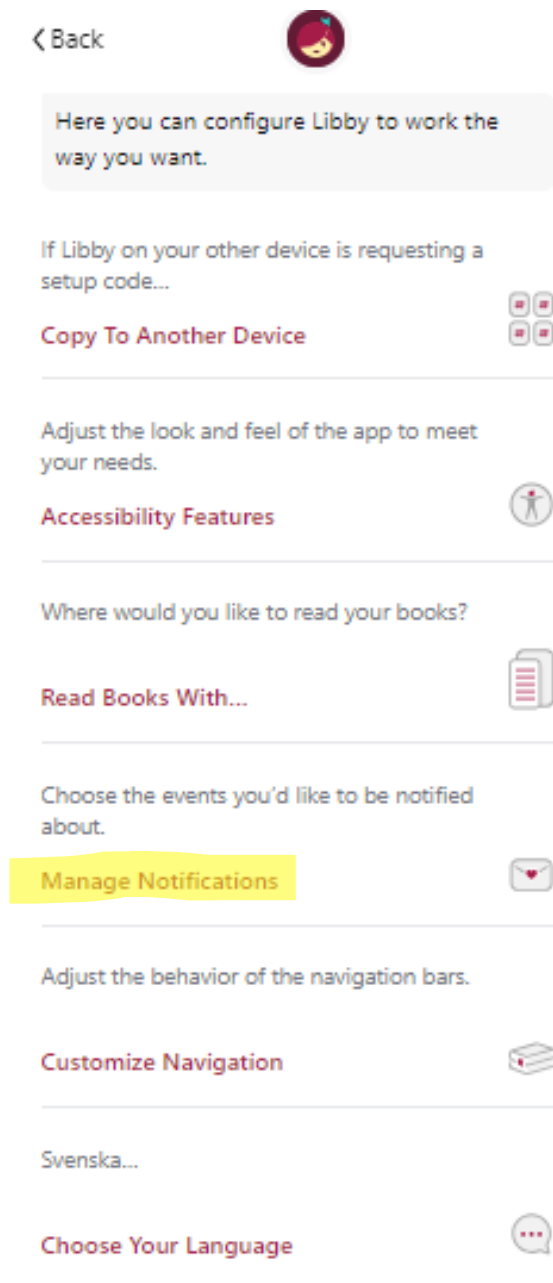 Back
Here you can configure Libby to work the
way you want.
If Libby on your other device is requesting a
setup code...
Copy To Another Device
Adjust the look and feel of the app to meet
your needs.
Accessibility Features
Where would you like to read your books?
Read Books With...
Choose the events you'd like to be notified
about.
Manage Notifications
Adjust the behavior of the navigation bars.
Customize Navigation
Svenska...
Choose Your Language